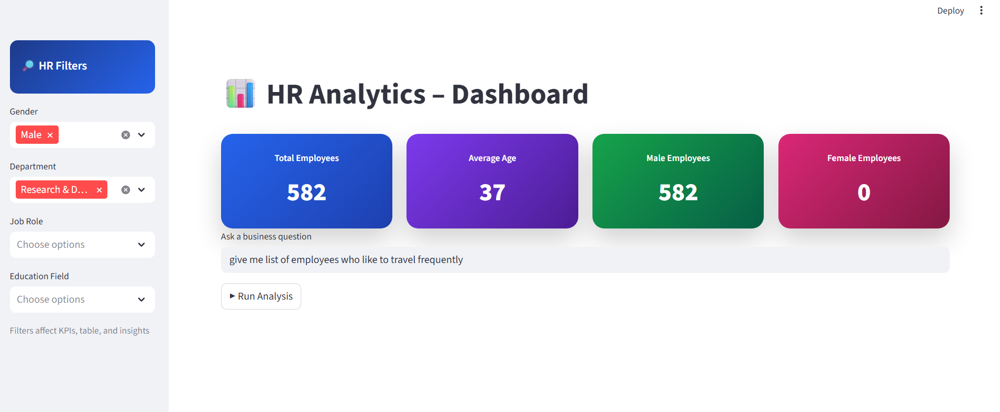 Deploy
HR Filters
Gender
Male
Department
Research & D...
Job Role
Choose options
Education Field
Choose options
Filters affect KPIs, table, and insights
HR Analytics – Dashboard
Total Employees
582
Average Age
37
Male Employees
582
Female Employees
0
Ask a business question
give me list of employees who like to travel frequently
Run Analysis